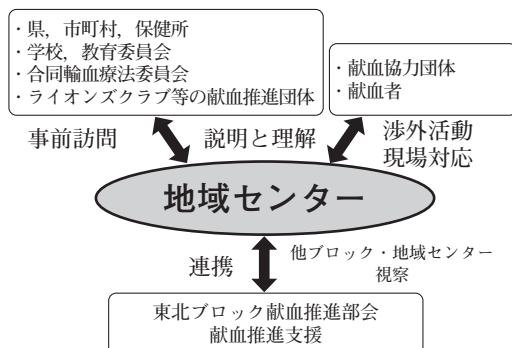 ・県，市町村，保健所
・学校，教育委員会
・合同輸血療法委員会
・ライオンズクラブ等の献血推進団体
・献血協力団体
・献血者
事前訪問
説明と理解
渉外活動
現場対応
地域センター
連携
他ブロック・地域センター
視察
東北ブロック献血推進部会
献血推進支援